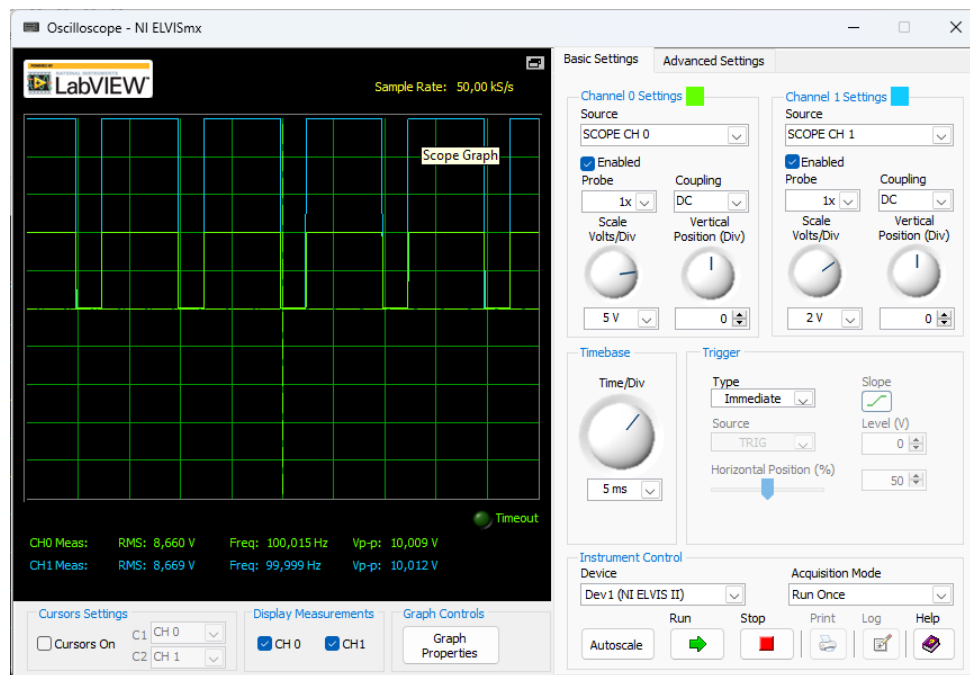 Oscilloscope - NI ELVISmx
POWERED BY
NATIONAL INSTRUMENTS
LabVIEW
Sample Rate: 50,00 kS/s
Scope Graph
Timeout
CH0 Meas: RMS: 8,660 V Freq: 100,015 Hz Vp-p: 10,009 V
CH1 Meas: RMS: 8,669 V Freq: 99,999 Hz Vp-p: 10,012 V
Cursors Settings
Cursors On
C1 CH 0
C2 CH 1
Display Measurements
CH 0 CH1
Graph Controls
Graph
Properties
Basic Settings Advanced Settings
Channel 0 Settings
Source
SCOPE CH 0
Enabled
Probe Coupling
1x DC
Scale Vertical
Volts/Div Position (Div)
5 V 0
Channel 1 Settings
Source
SCOPE CH 1
Enabled
Probe Coupling
1x DC
Scale Vertical
Volts/Div Position (Div)
2 V 0
Timebase
Time/Div
5 ms
Trigger
Type Slope
Immediate
Source Level (V)
TRIG 0
Horizontal Position (%)
50
Instrument Control
Device Acquisition Mode
Dev1 (NI ELVIS II) Run Once
Run Stop Print Log Help
Autoscale